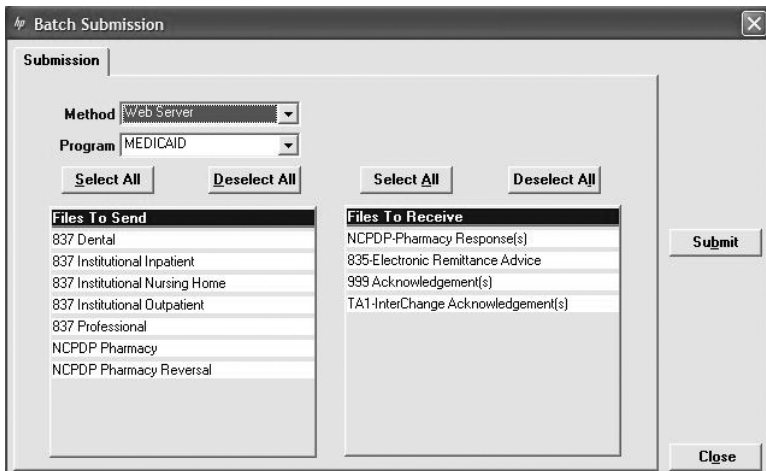 hp Batch Submission
Submission
Method Web Server
Program MEDICAID
Select All Deselect All Select All Deselect All
Files To Send Files To Receive
837 Dental NCPDP-Pharmacy Response(s)
837 Institutional Inpatient 835-Electronic Remittance Advice
837 Institutional Nursing Home 999 Acknowledgement(s)
837 Institutional Outpatient TA1-InterChange Acknowledgement(s)
837 Professional
NCPDP Pharmacy
NCPDP Pharmacy Reversal
Submit
Close